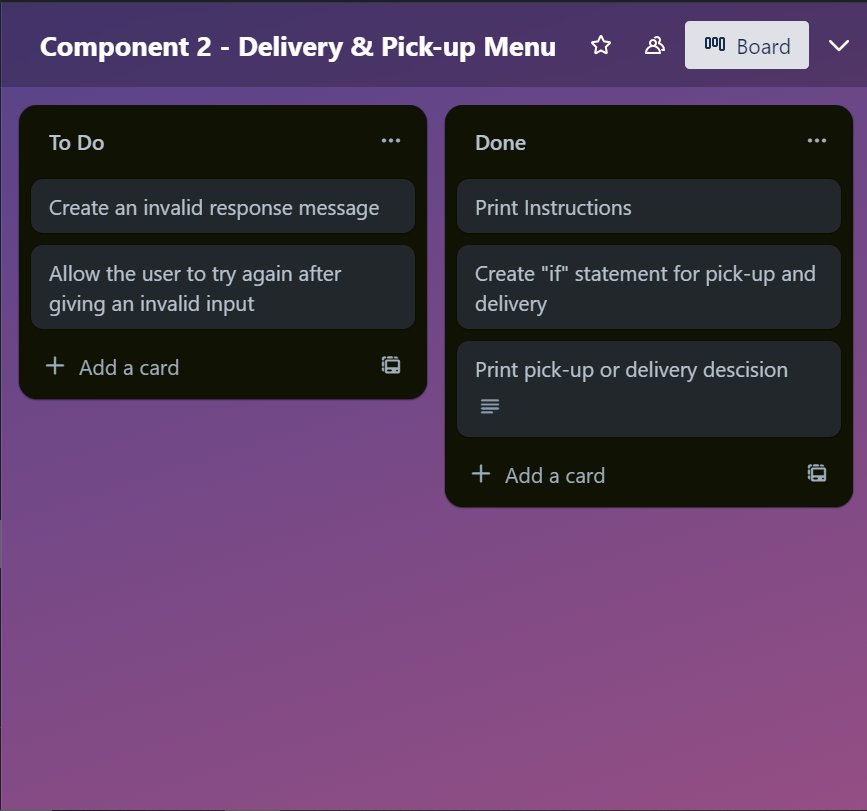 Component 2 - Delivery & Pick-up Menu
Board
To Do
Create an invalid response message
Allow the user to try again after
giving an invalid input
Add a card
Done
Print Instructions
Create "if" statement for pick-up and
delivery
Print pick-up or delivery descision
Add a card